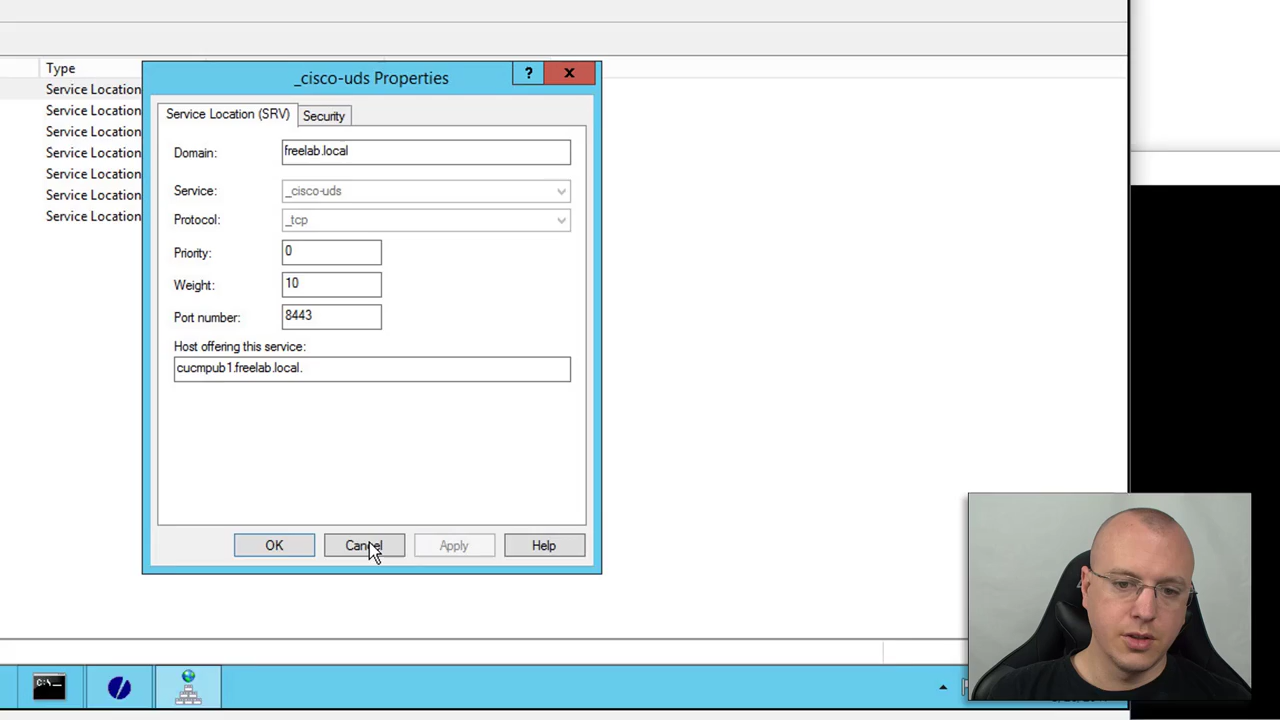 Type
Service Location
Service Location
Service Location
Service Location
Service Location
Service Location
Service Location
_cisco-uds Properties
?
x
Service Location (SRV)
Security
Domain:
freelab.local
Service:
_cisco-uds
Protocol:
_tcp
Priority:
0
Weight:
10
Port number:
8443
Host offering this service:
cucmpub1.freelab.local.
OK
Cancel
Apply
Help
C:\._